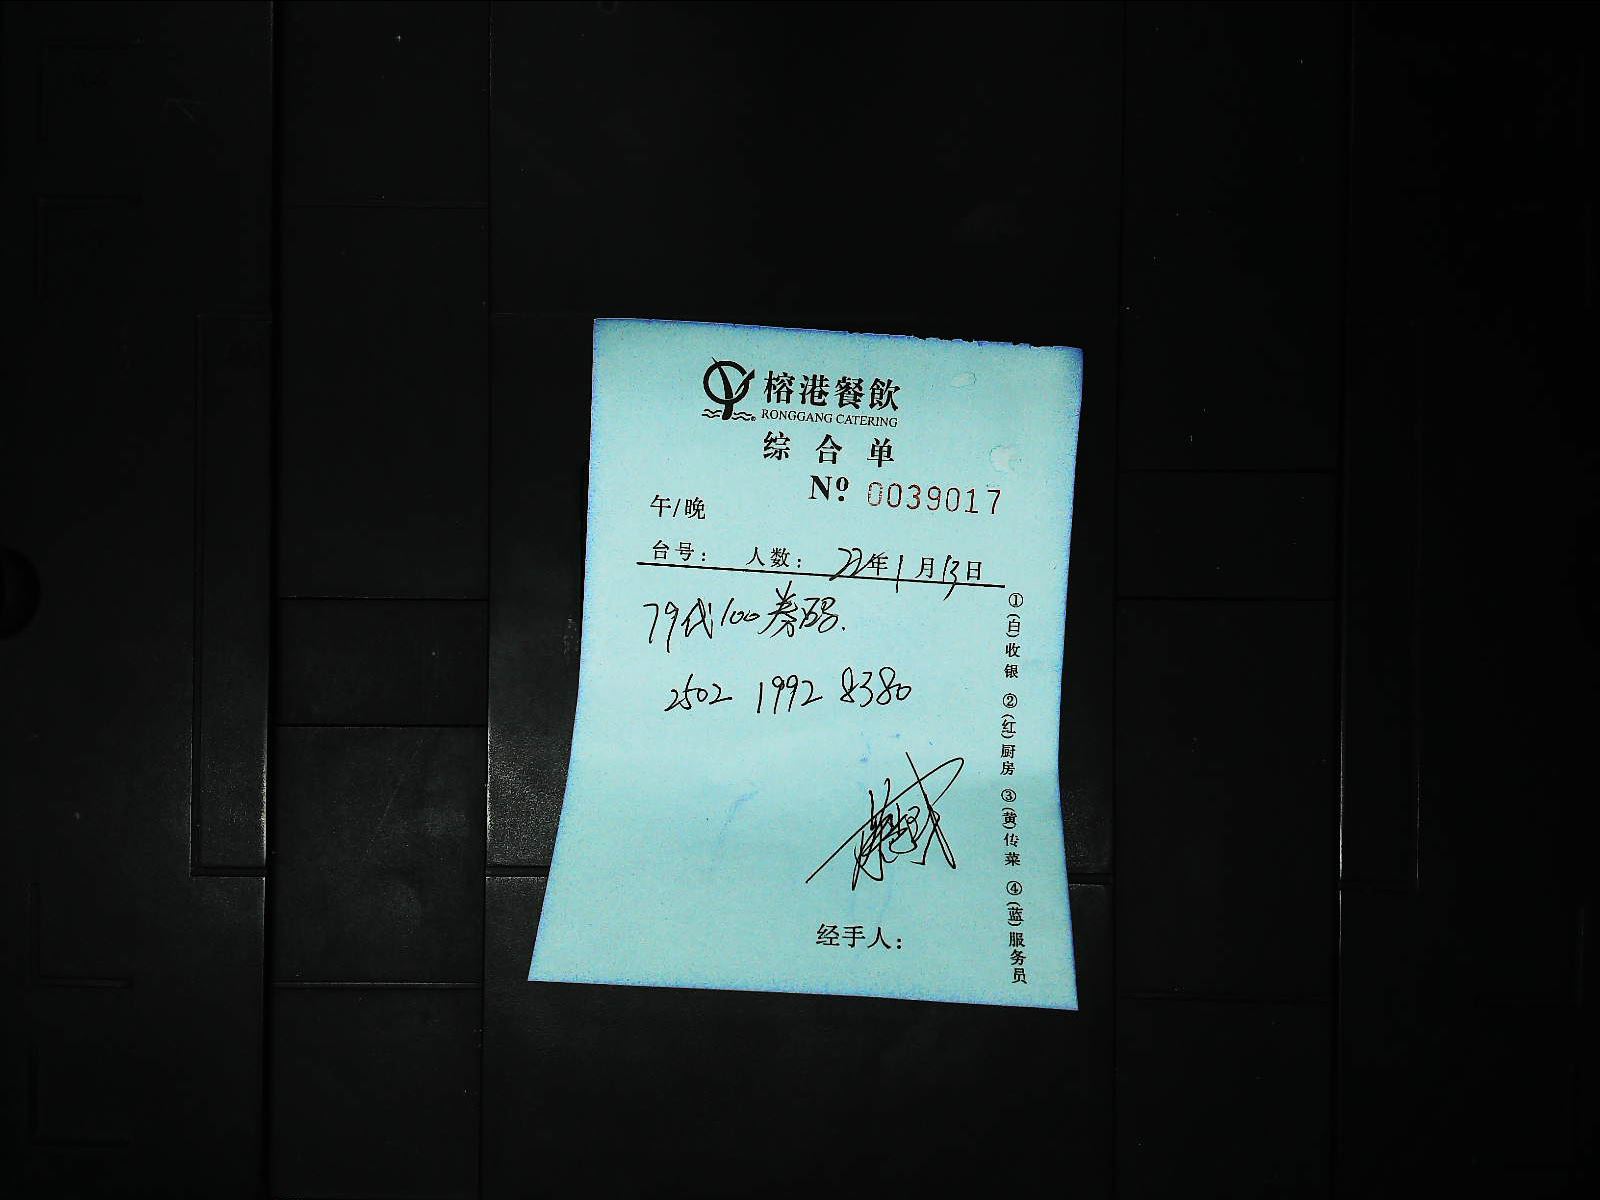 榕港餐飲
RONGGANG CATERING
综合单
Nº 0039017
午/晚
台号: 人数: 22年1月13日
79代100券码.
2502 1992 8380
经手人:
①(白)收银 ②(红)厨房 ③(黄)传菜 ④(蓝)服务员